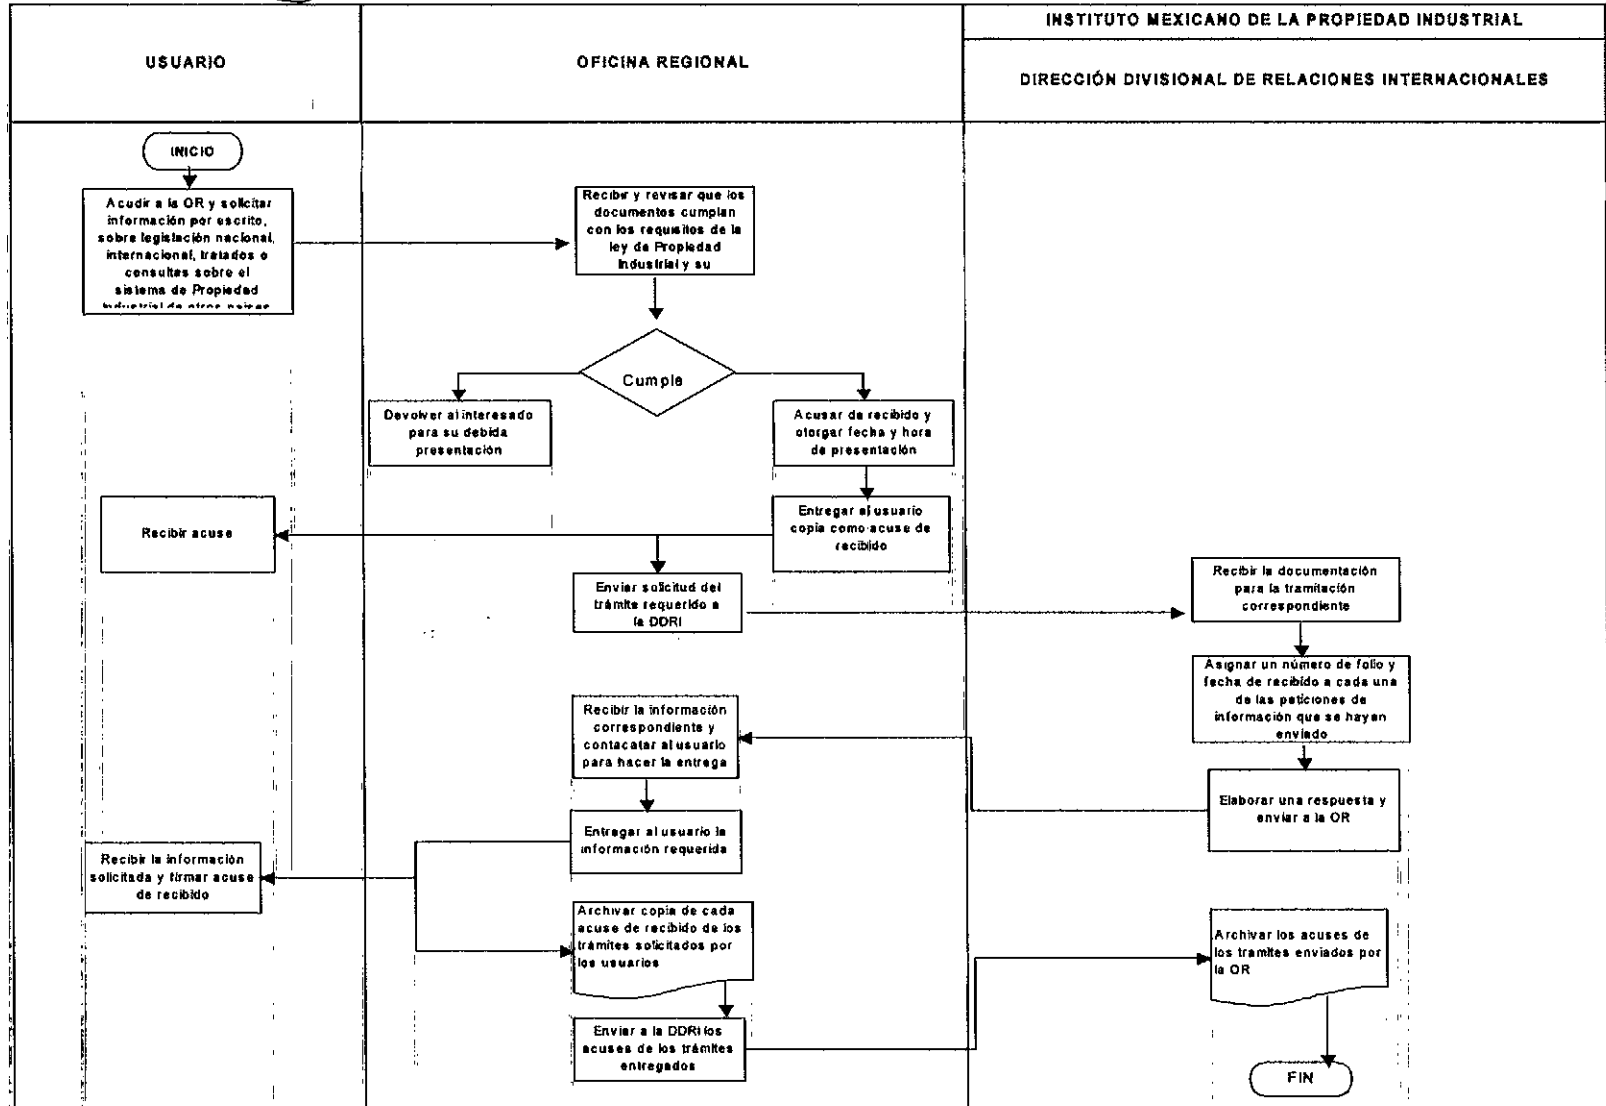 INSTITUTO MEXICANO DE LA PROPIEDAD INDUSTRIAL
USUARIO
OFICINA REGIONAL
DIRECCIÓN DIVISIONAL DE RELACIONES INTERNACIONALES
INICIO
Acudir a la OR y solicitar
información por escrito,
sobre legislación nacional,
internacional, tratados o
consultas sobre el
sistema de Propiedad
Industrial de otros países
Recibir y revisar que los
documentos cumplan
con los requisitos de la
ley de Propiedad
Industrial y su
Cumple
Devolver al interesado
para su debida
presentación
Acusar de recibido y
otorgar fecha y hora
de presentación
Entregar al usuario
copia como acuse de
recibido
Recibir acuse
Enviar solicitud del
trámite requerido a
la DDRI
Recibir la documentación
para la tramitación
correspondiente
Asignar un número de folio y
fecha de recibido a cada una
de las peticiones de
información que se hayan
enviado
Recibir la información
correspondiente y
contacatar al usuario
para hacer la entrega
Elaborar una respuesta y
enviar a la OR
Entregar al usuario la
información requerida
Recibir la información
solicitada y firmar acuse
de recibido
Archivar copia de cada
acuse de recibido de los
trámites solicitados por
los usuarios
Archivar los acuses de
los tramites enviados por
la OR
Enviar a la DDRI los
acuses de los trámites
entregados
FIN